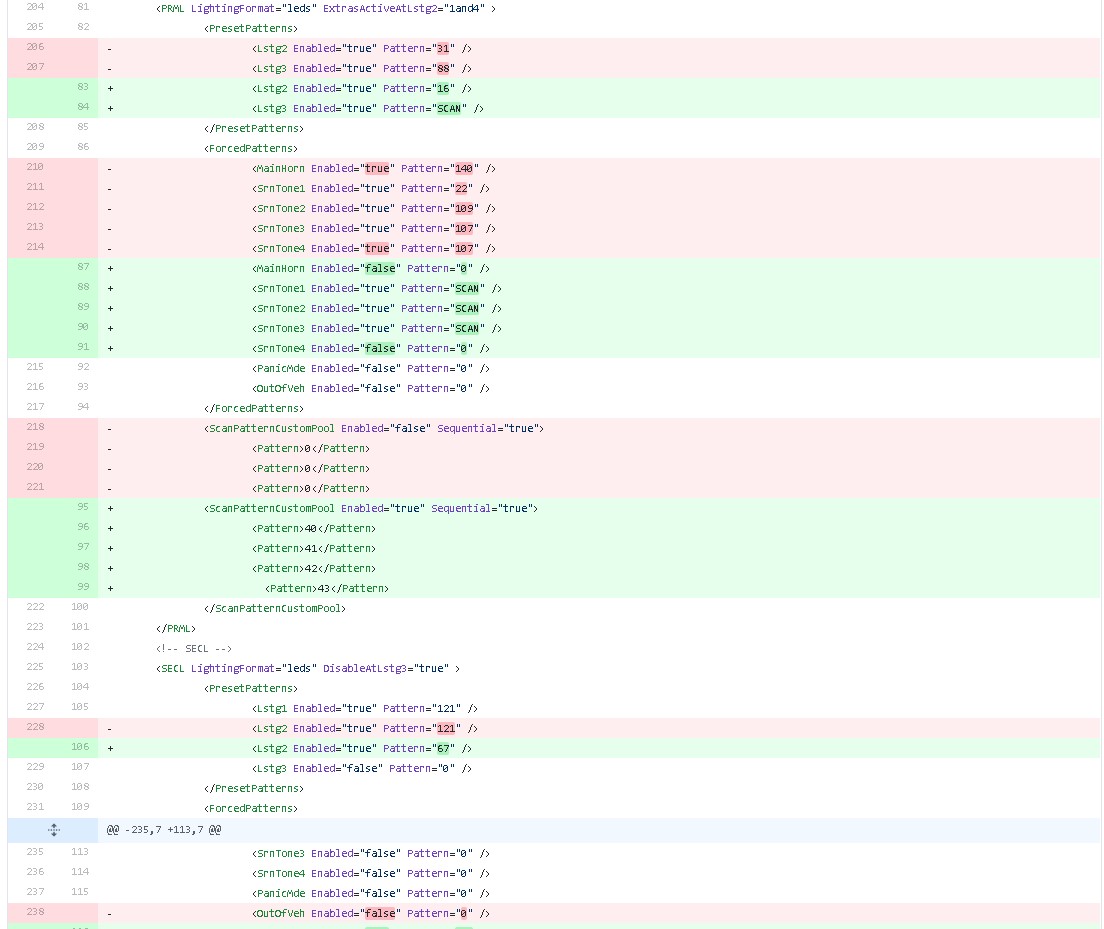 204 81 <PRML LightingFormat="leds" ExtrasActiveAtLstg2="1and4" >
205 82 <PresetPatterns>
206 - <Lstg2 Enabled="true" Pattern="31" />
207 - <Lstg3 Enabled="true" Pattern="88" />
83 + <Lstg2 Enabled="true" Pattern="16" />
84 + <Lstg3 Enabled="true" Pattern="SCAN" />
208 85 </PresetPatterns>
209 86 <ForcedPatterns>
210 - <MainHorn Enabled="true" Pattern="140" />
211 - <SrnTone1 Enabled="true" Pattern="22" />
212 - <SrnTone2 Enabled="true" Pattern="109" />
213 - <SrnTone3 Enabled="true" Pattern="107" />
214 - <SrnTone4 Enabled="true" Pattern="107" />
87 + <MainHorn Enabled="false" Pattern="0" />
88 + <SrnTone1 Enabled="true" Pattern="SCAN" />
89 + <SrnTone2 Enabled="true" Pattern="SCAN" />
90 + <SrnTone3 Enabled="true" Pattern="SCAN" />
91 + <SrnTone4 Enabled="false" Pattern="0" />
215 92 <PanicMde Enabled="false" Pattern="0" />
216 93 <OutOfVeh Enabled="false" Pattern="0" />
217 94 </ForcedPatterns>
218 - <ScanPatternCustomPool Enabled="false" Sequential="true">
219 - <Pattern>0</Pattern>
220 - <Pattern>0</Pattern>
221 - <Pattern>0</Pattern>
95 + <ScanPatternCustomPool Enabled="true" Sequential="true">
96 + <Pattern>40</Pattern>
97 + <Pattern>41</Pattern>
98 + <Pattern>42</Pattern>
99 + <Pattern>43</Pattern>
222 100 </ScanPatternCustomPool>
223 101 </PRML>
224 102 <!-- SECL -->
225 103 <SECL LightingFormat="leds" DisableAtLstg3="true" >
226 104 <PresetPatterns>
227 105 <Lstg1 Enabled="true" Pattern="121" />
228 - <Lstg2 Enabled="true" Pattern="121" />
106 + <Lstg2 Enabled="true" Pattern="67" />
229 107 <Lstg3 Enabled="false" Pattern="0" />
230 108 </PresetPatterns>
231 109 <ForcedPatterns>
@@ -235,7 +113,7 @@
235 113 <SrnTone3 Enabled="false" Pattern="0" />
236 114 <SrnTone4 Enabled="false" Pattern="0" />
237 115 <PanicMde Enabled="false" Pattern="0" />
238 - <OutOfVeh Enabled="false" Pattern="0" />